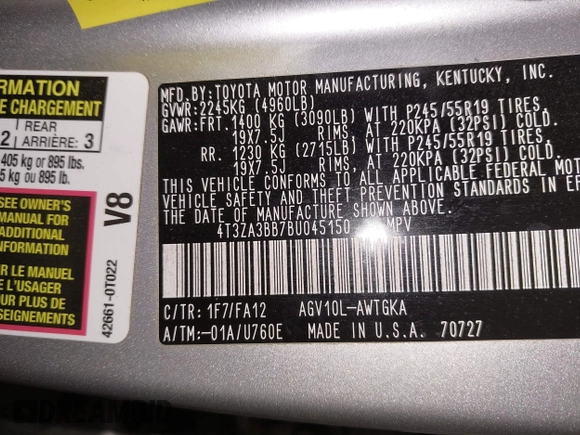 RMATION
E CHARGEMENT
2 REAR ARRIÈRE: 3
405 kg or 895 lbs.
5 kg ou 895 lb.
SEE OWNER'S
MANUAL FOR
ADDITIONAL
INFORMATION
R LE MANUEL
E POUR PLUS DE
SEIGNEMENTS
V8
42661-0T022
MFD.BY:TOYOTA MOTOR MANUFACTURING, KENTUCKY, INC.
GVWR:2245KG (4960LB)
GAWR:FRT. 1400 KG (3090LB) WITH P245/55R19 TIRES,
19X7.5J RIMS, AT 220KPA (32PSI) COLD.
RR. 1230 KG (2715LB) WITH P245/55R19 TIRES,
19X7.5J RIMS, AT 220KPA (32PSI) COLD.
THIS VEHICLE CONFORMS TO ALL APPLICABLE FEDERAL MOTOR
VEHICLE SAFETY AND THEFT PREVENTION STANDARDS IN EF
THE DATE OF MANUFACTURE SHOWN ABOVE.
4T3ZA3BB7BU045150 MPV
C/TR: 1F7/FA12 AGV10L-AWTGKA
A/TM:-01A/U760E MADE IN U.S.A. 70727
DREAMBID